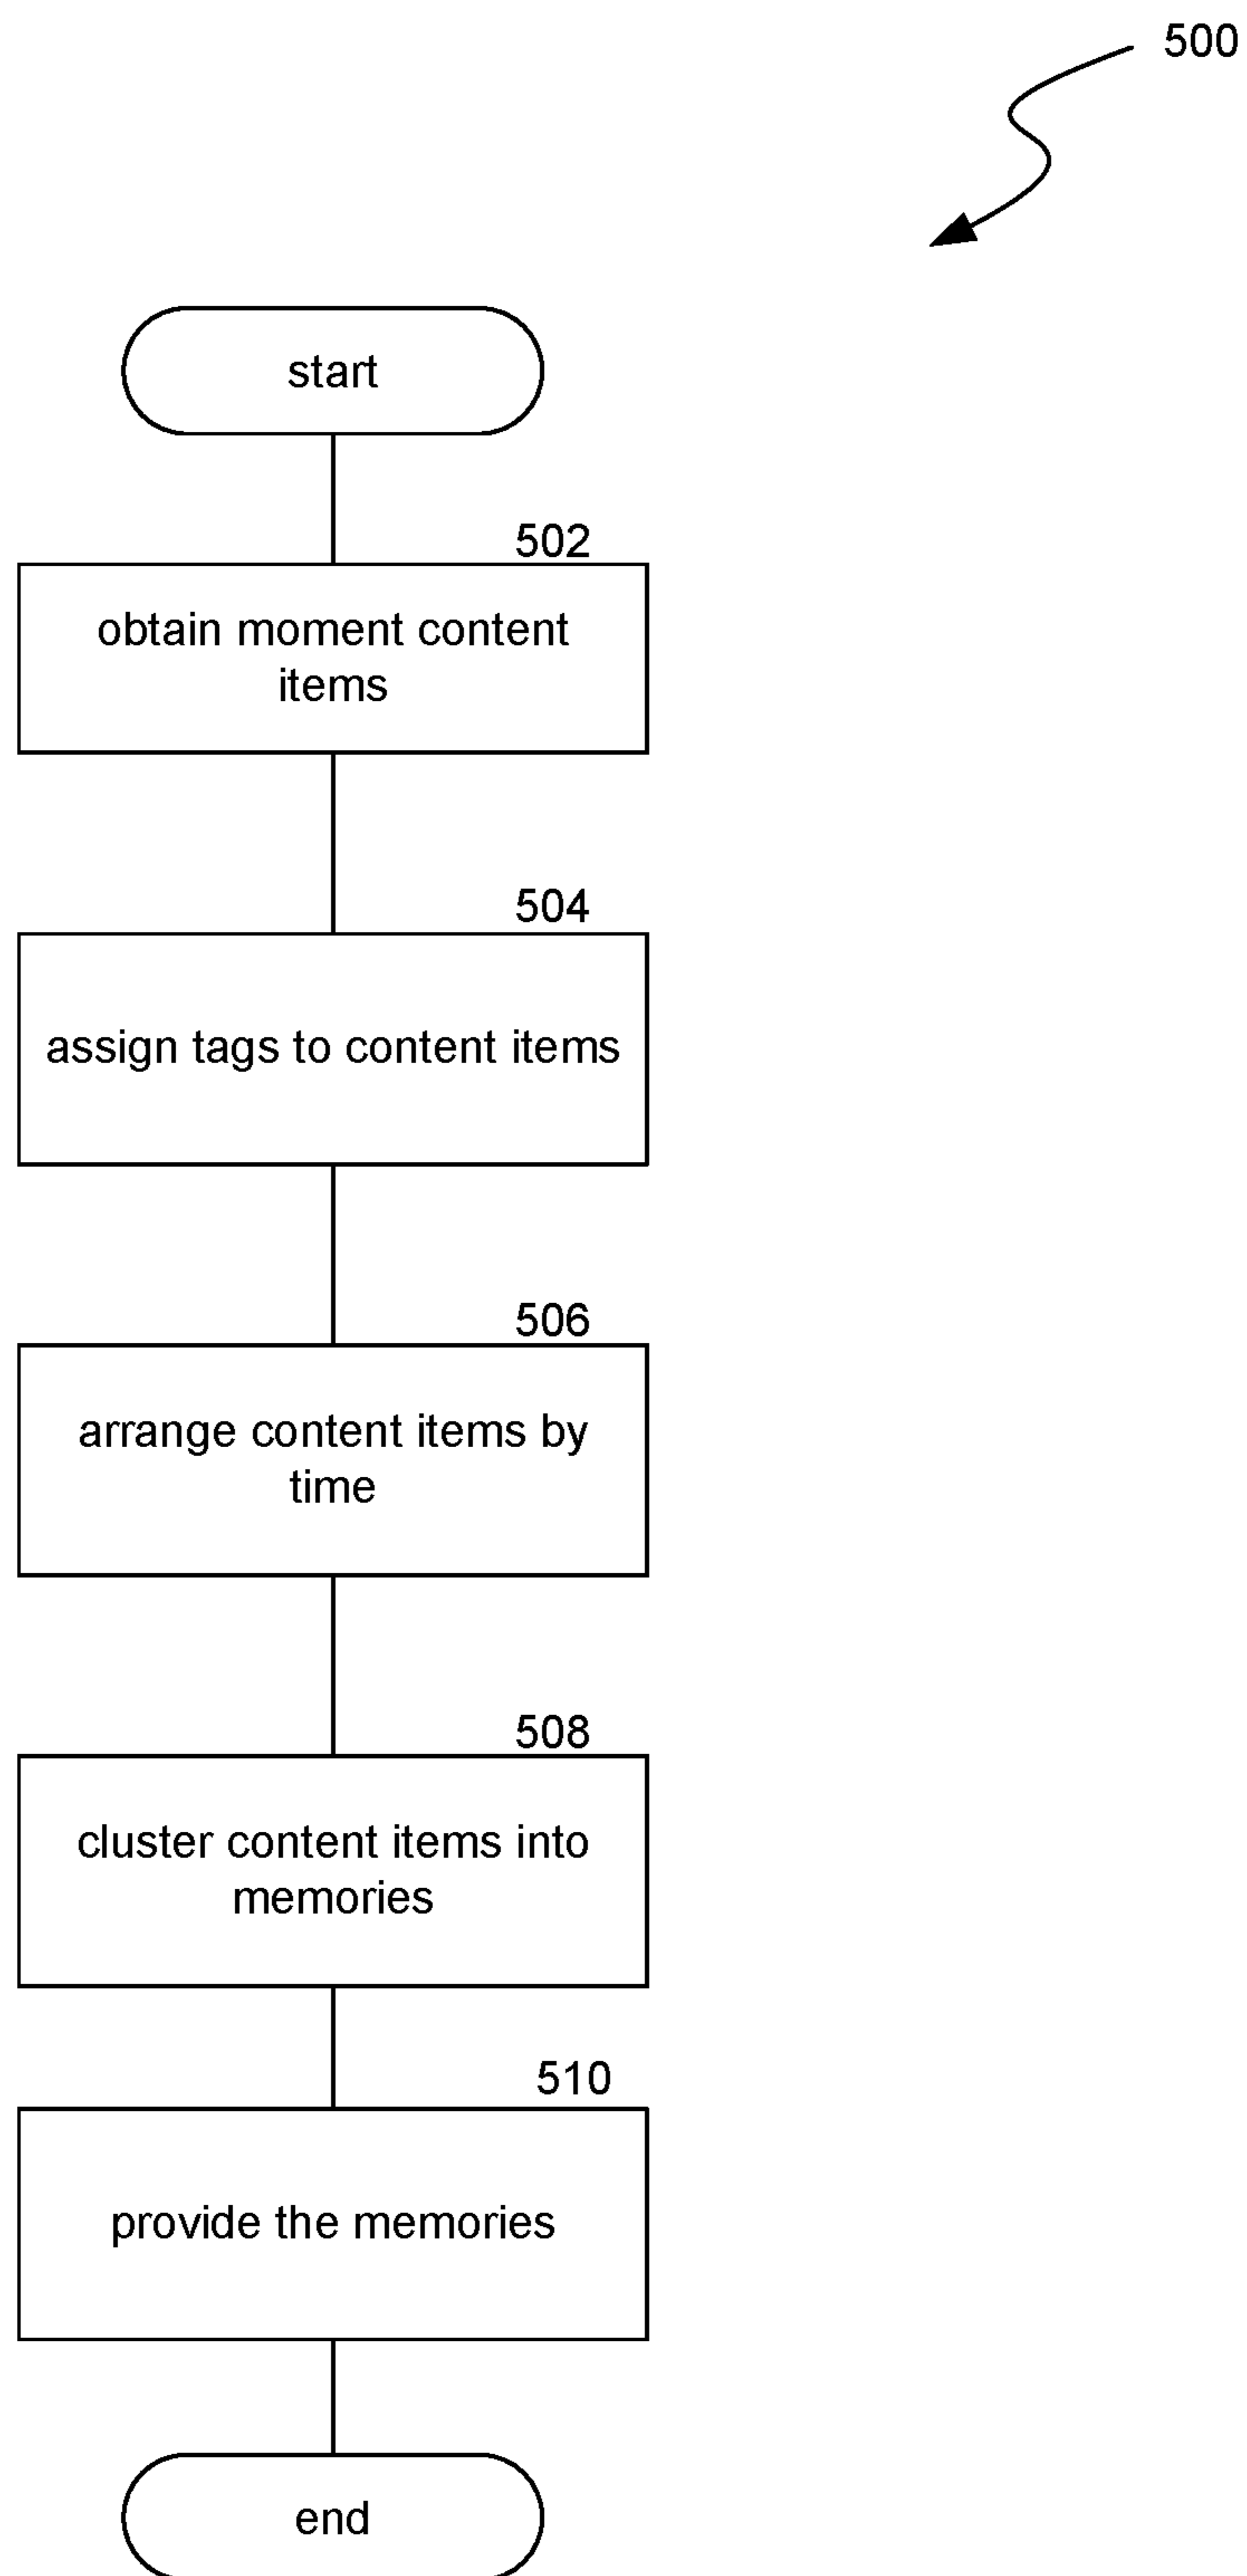 500
start
502
obtain moment content
items
504
assign tags to content items
506
arrange content items by
time
508
cluster content items into
memories
510
provide the memories
end